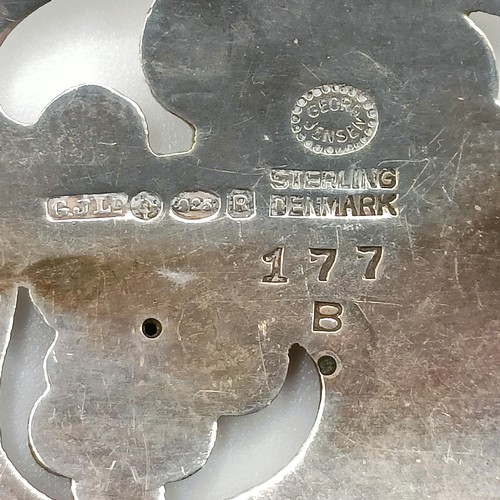 GEORG
JENSEN
STERLING
DENMARK
G.J.LD 925 R
177
B